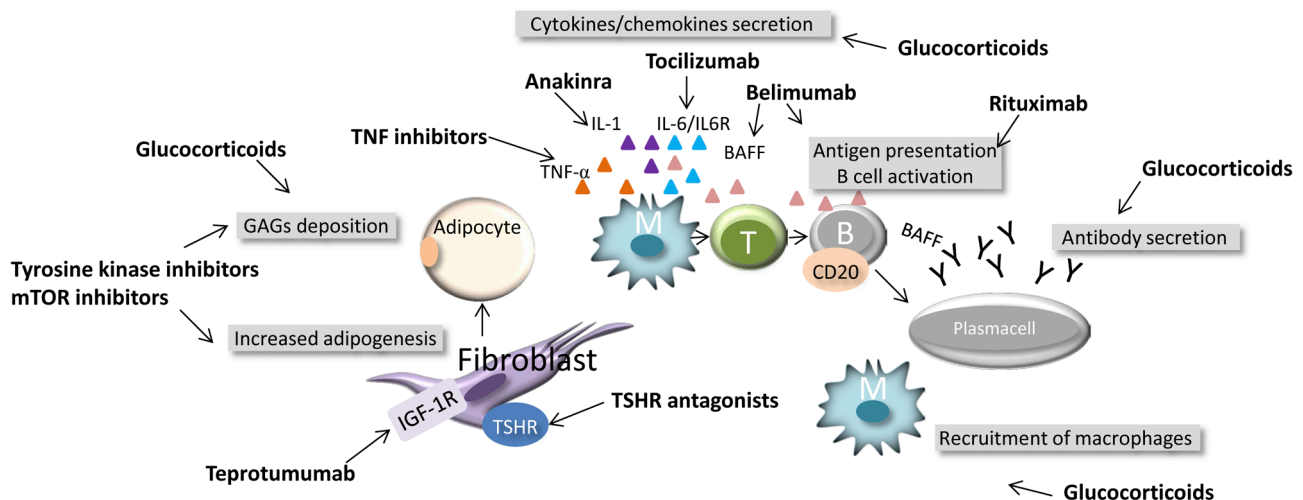 Cytokines/chemokines secretion
Glucocorticoids
Tocilizumab
Anakinra
Belimumab
Rituximab
IL-1
IL-6/IL6R
TNF inhibitors
BAFF
Antigen presentation
B cell activation
Glucocorticoids
TNF-α
Glucocorticoids
GAGs deposition
Adipocyte
M
T
B
BAFF
Antibody secretion
CD20
Tyrosine kinase inhibitors
mTOR inhibitors
Plasmacell
Increased adipogenesis
Fibroblast
M
IGF-1R
TSHR
TSHR antagonists
Recruitment of macrophages
Teprotumumab
Glucocorticoids